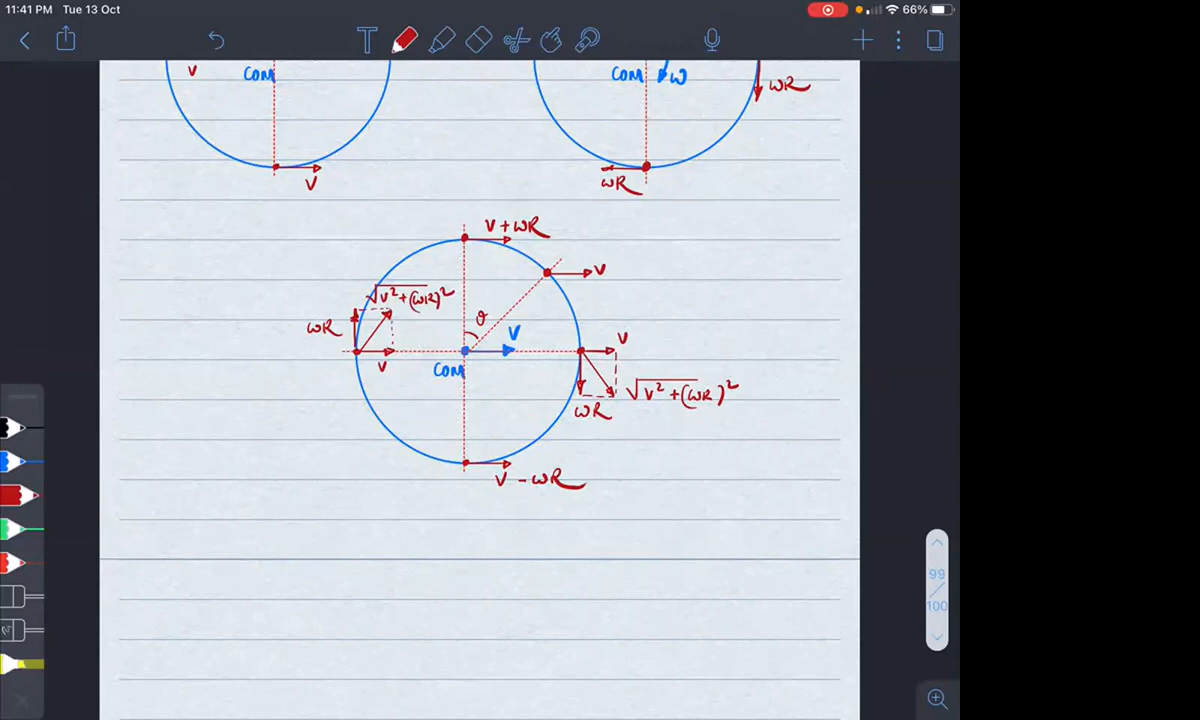 11:41 PM Tue 13 Oct
66%
T
V
COM
COM
ω
ωR
V
ωR
V + ωR
V
√V² + (ωR)²
θ
ωR
V
V
V
COM
√V² + (ωR)²
ωR
V - ωR
99
100